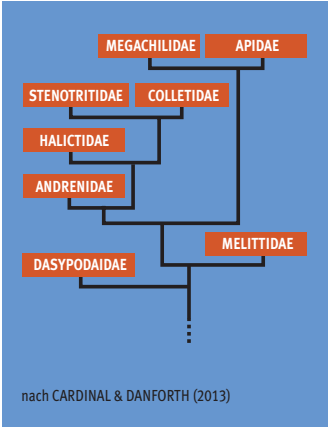 MEGACHILIDAE APIDAE
STENOTRITIDAE COLLETIDAE
HALICTIDAE
ANDRENIDAE
MELITTIDAE
DASYPODAIDAE
nach CARDINAL & DANFORTH (2013)